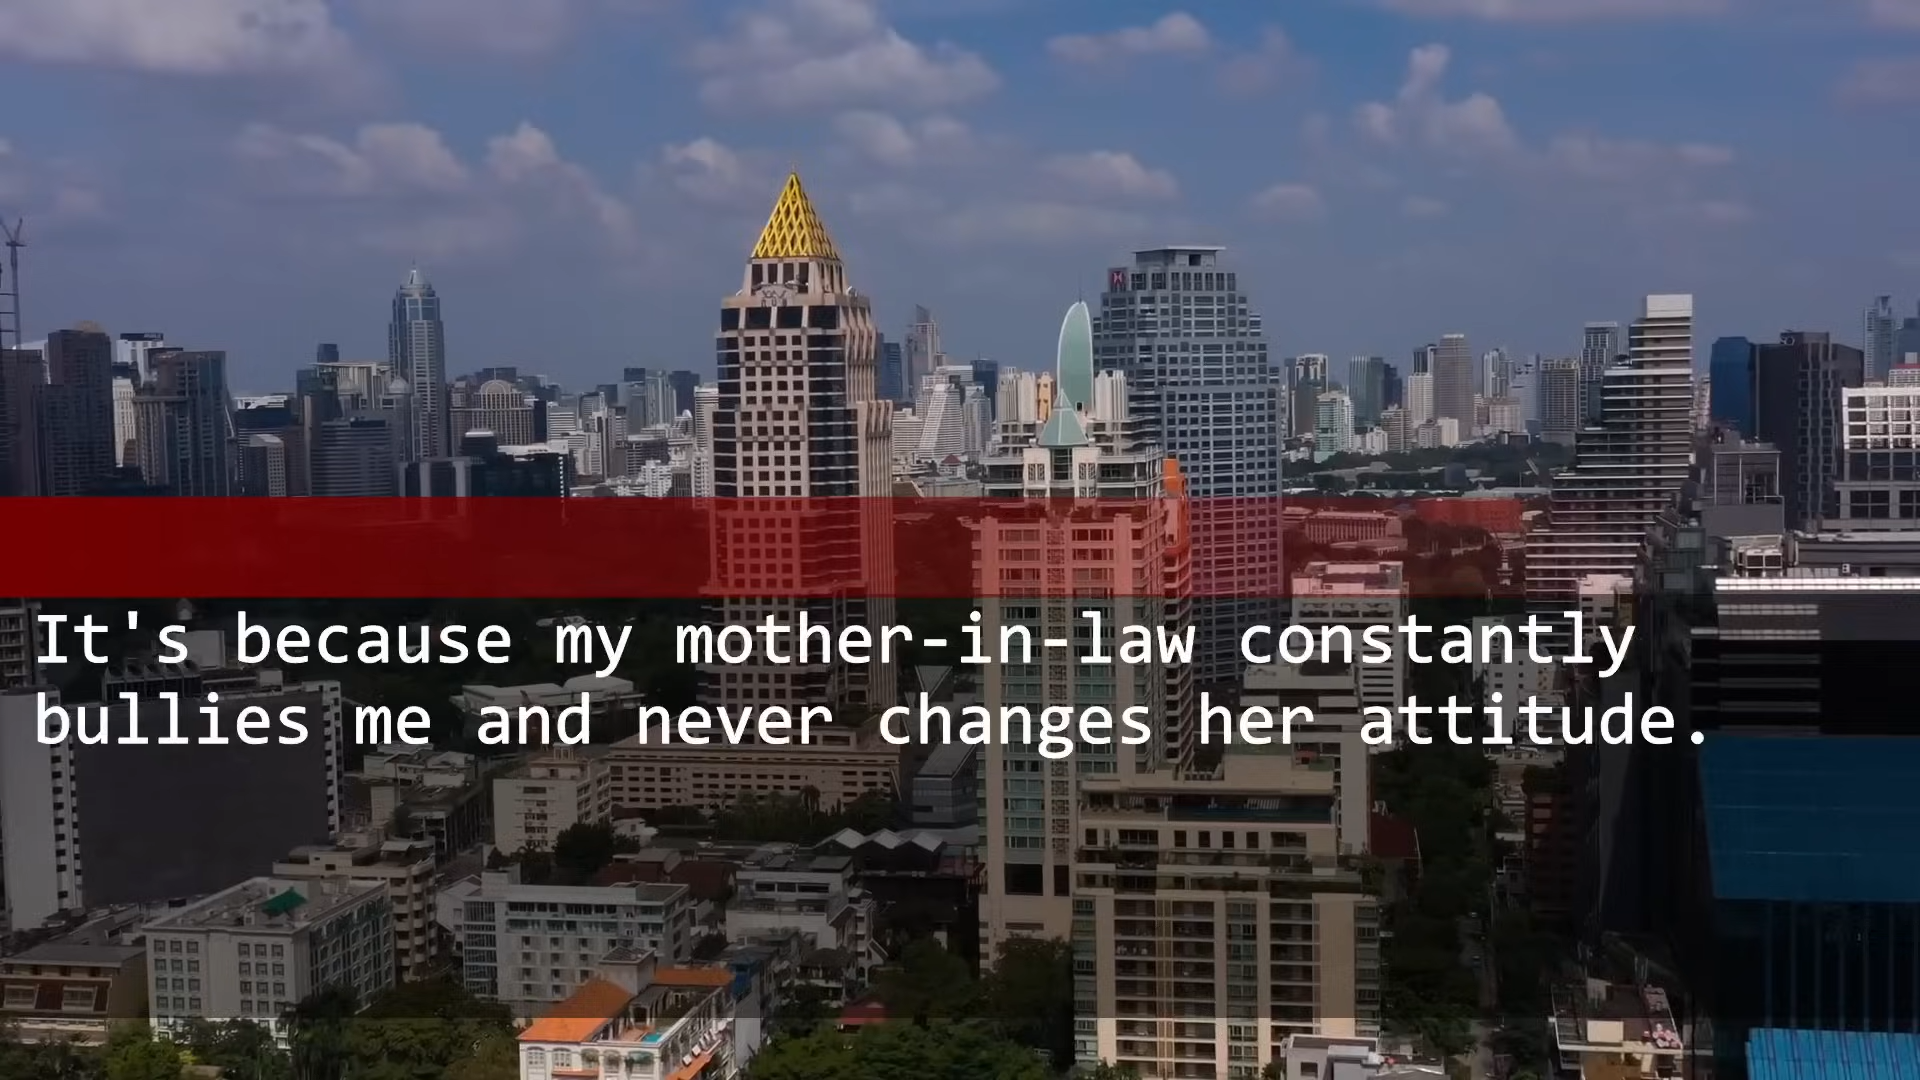 It's because my mother-in-law constantly
bullies me and never changes her attitude.